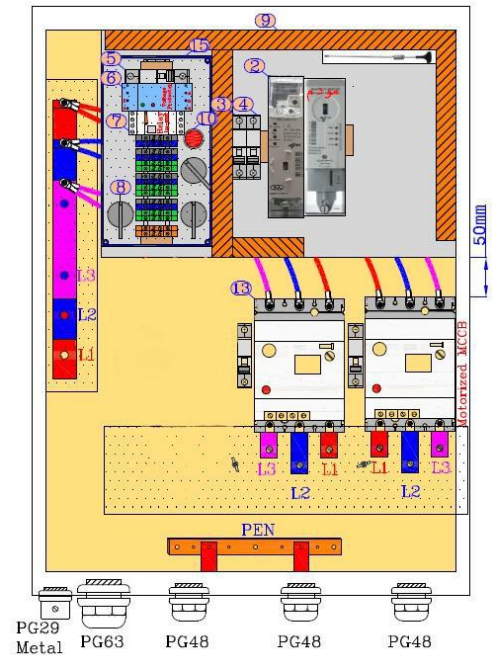 9
15
5
2
6
مودم
3
4
7
10
8
50mm
L3
13
L2
L1
Motorized MCCB
L3
L1
L1
L3
L2
L2
PEN
PG29
Metal
PG63
PG48
PG48
PG48